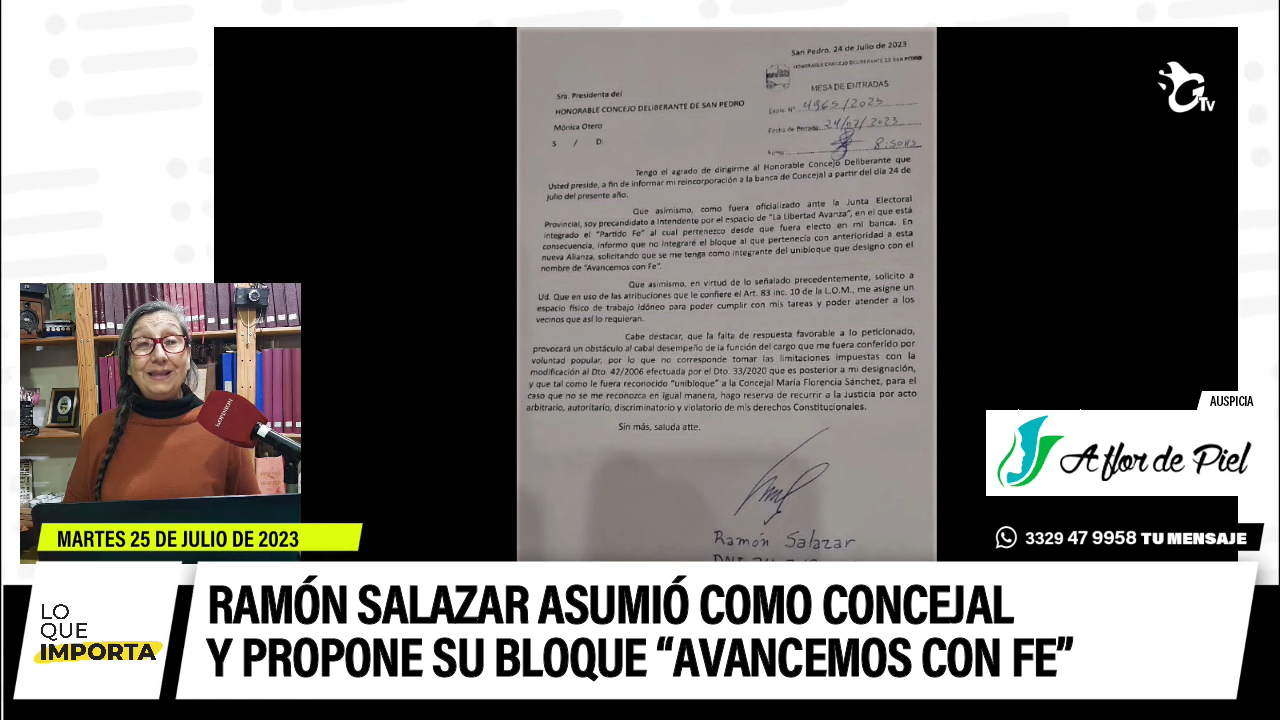 San Pedro, 24 de Julio de 2023
HONORABLE CONCEJO DELIBERANTE DE SAN PEDRO
MESA DE ENTRADAS
Expte. N° 4965/2023
Fecha de Entrada 24/07/2023
8:50HS
Sra. Presidenta del
HONORABLE CONCEJO DELIBERANTE DE SAN PEDRO
Mónica Otero
S / D:
Tengo el agrado de dirigirme al Honorable Concejo Deliberante que
Usted preside, a fin de informar mi reincorporación a la banca de Concejal a partir del día 24 de
julio del presente año.
Que asimismo, como fuera oficializado ante la Junta Electoral
Provincial, soy precandidato a Intendente por el espacio de "La Libertad Avanza", en el que está
integrado el "Partido Fe" al cual pertenezco desde que fuera electo en mi banca. En
consecuencia, informo que no integraré el bloque al que pertenecía con anterioridad a esta
nueva Alianza, solicitando que se me tenga como integrante del unibloque que designo con el
nombre de "Avancemos con Fe".
Que asimismo, en virtud de lo señalado precedentemente, solicito a
Ud. Que en uso de las atribuciones que le confiere el Art. 83 inc. 10 de la L.O.M., me asigne un
espacio físico de trabajo idóneo para poder cumplir con mis tareas y poder atender a los
vecinos que así lo requieran.
Cabe destacar, que la falta de respuesta favorable a lo peticionado,
provocará un obstáculo al cabal desempeño de la función del cargo que me fuera conferido por
voluntad popular, por lo que no corresponde tomar las limitaciones impuestas con la
modificación al Dto. 42/2006 efectuada por el Dto. 33/2020 que es posterior a mi designación,
y que tal como le fuera reconocido "unibloque" a la Concejal María Florencia Sánchez, para el
caso que no se me reconozca en igual manera, hago reserva de recurrir a la Justicia por acto
arbitrario, autoritario, discriminatorio y violatorio de mis derechos Constitucionales.
Sin más, saluda atte.
Ramón Salazar
GTV
LA OPINION
AUSPICIA
A flor de Piel
MARTES 25 DE JULIO DE 2023
3329 47 9958 TU MENSAJE
LO
QUE
IMPORTA
RAMÓN SALAZAR ASUMIÓ COMO CONCEJAL
Y PROPONE SU BLOQUE “AVANCEMOS CON FE”